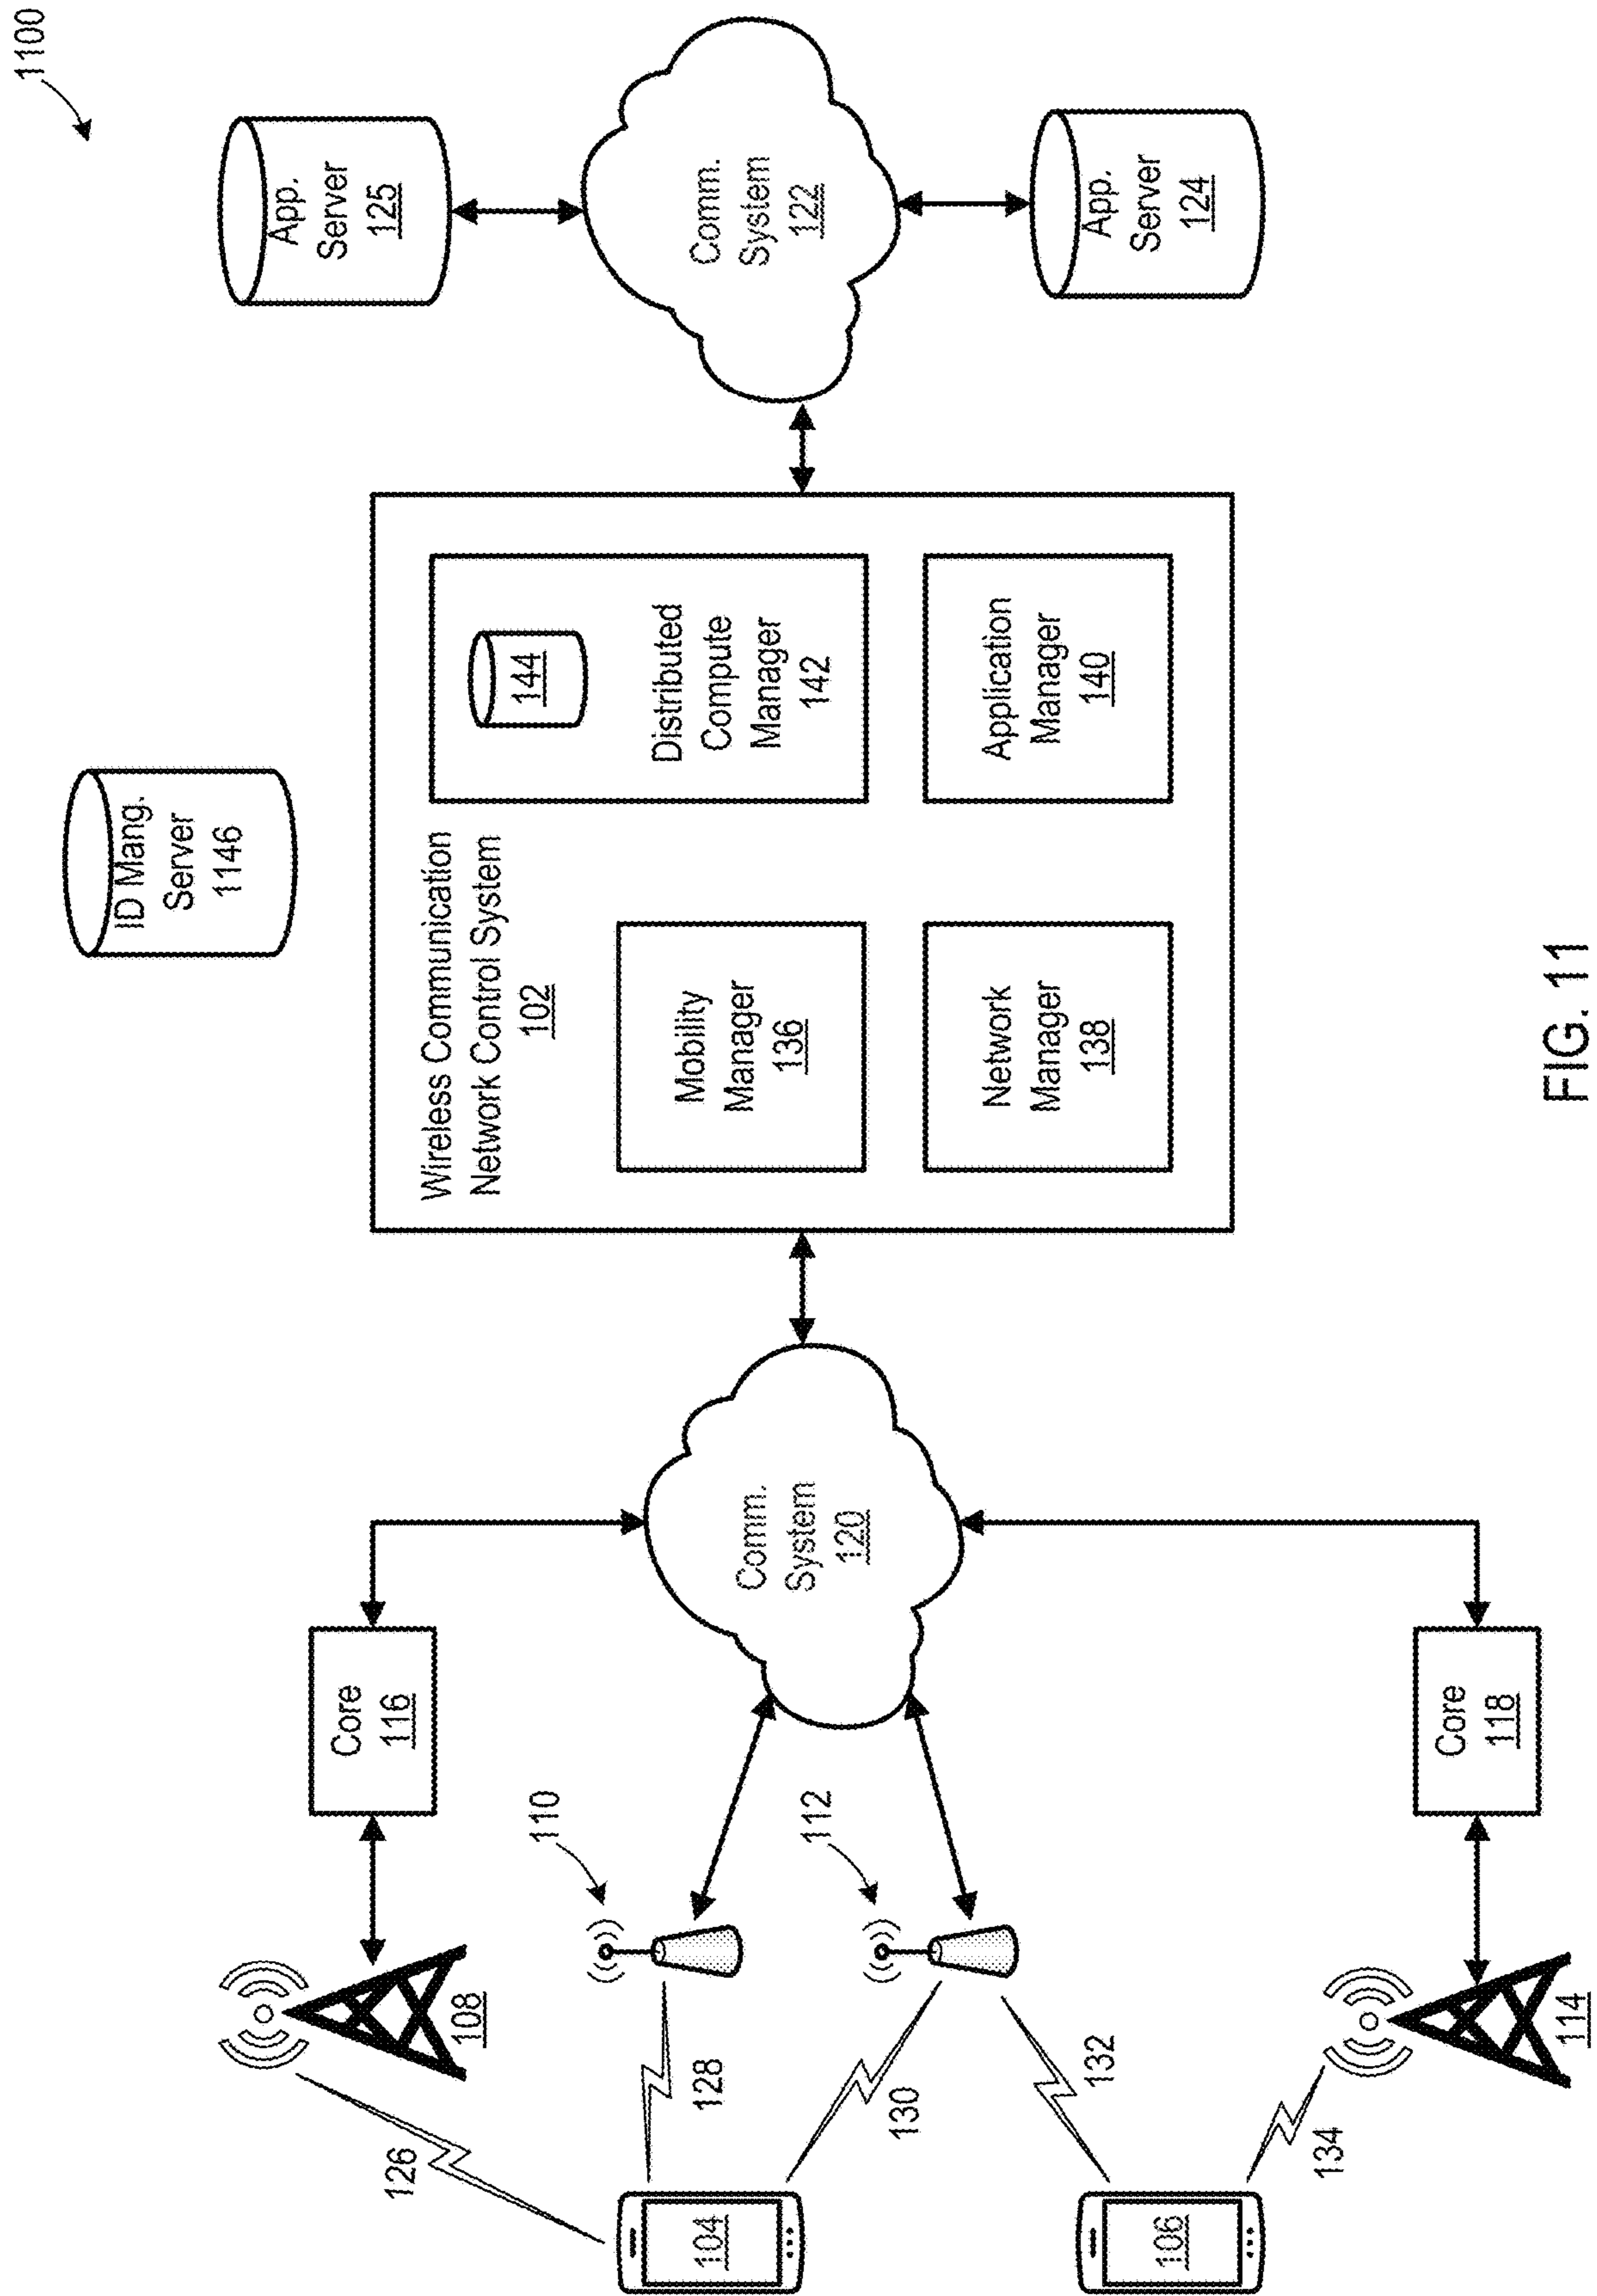 1100
ID Mang.
Server
1146
App.
Server
125
Comm.
System
122
App.
Server
124
Wireless Communication
Network Control System
102
144
Distributed
Compute
Manager
142
Mobility
Manager
136
Network
Manager
138
Application
Manager
140
Core
116
Comm.
System
120
Core
118
108
110
112
114
126
128
130
132
134
104
106
FIG. 11